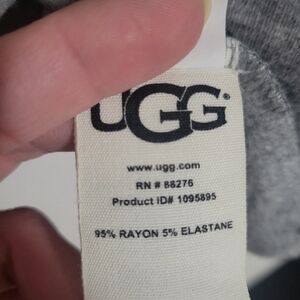 UGG®
www.ugg.com
RN # 88276
Product ID# 1095895
95% RAYON 5% ELASTANE